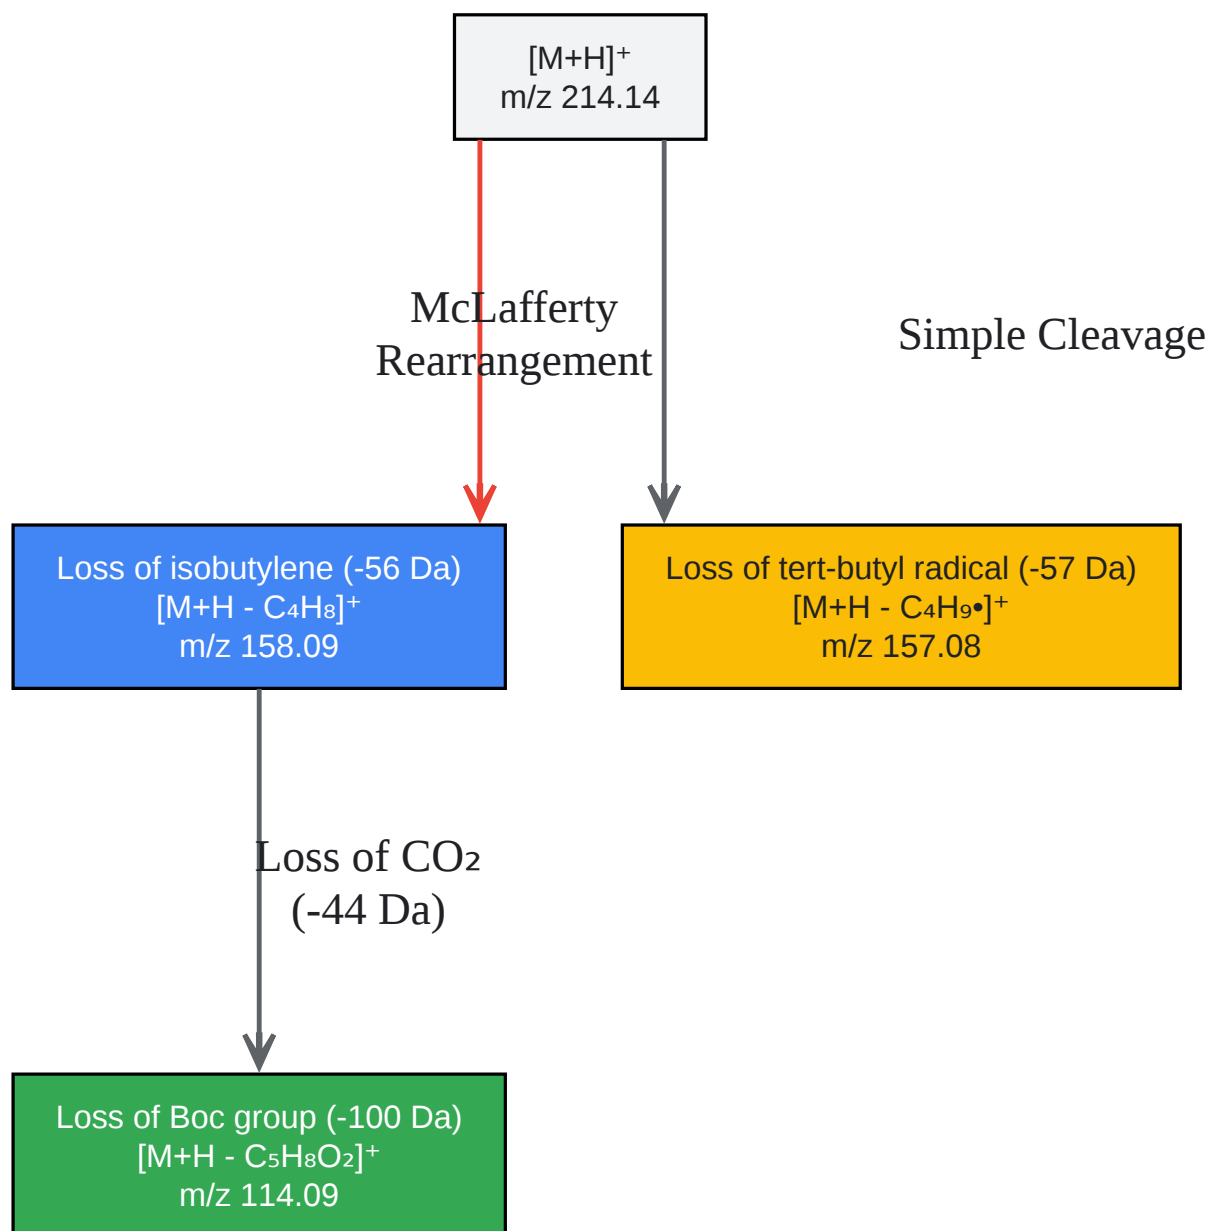 [M+H]⁺
m/z 214.14
McLafferty
Rearrangement
Simple Cleavage
Loss of isobutylene (-56 Da)
[M+H - C₄H₈]⁺
m/z 158.09
Loss of tert-butyl radical (-57 Da)
[M+H - C₄H₉•]⁺
m/z 157.08
Loss of CO₂
(-44 Da)
Loss of Boc group (-100 Da)
[M+H - C₅H₈O₂]⁺
m/z 114.09